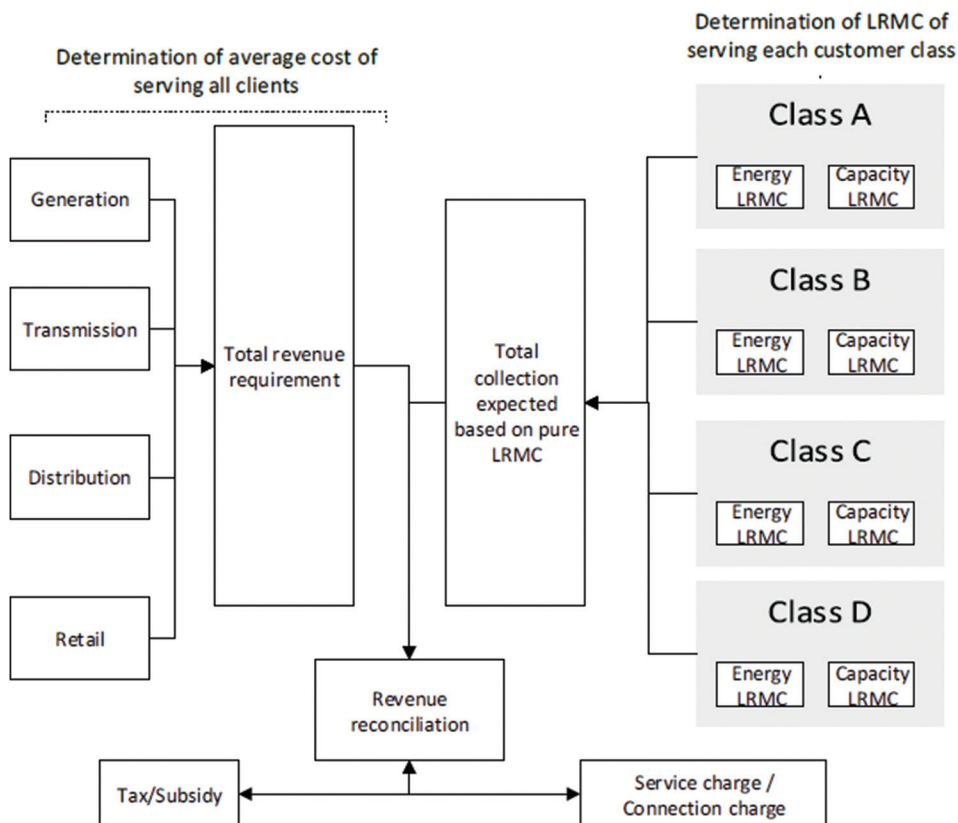 Determination of average cost of
serving all clients
Generation
Transmission
Distribution
Retail
Total revenue
requirement
Total
collection
expected
based on pure
LRMC
Determination of LRMC of
serving each customer class
Class A
Energy
LRMC
Capacity
LRMC
Class B
Energy
LRMC
Capacity
LRMC
Class C
Energy
LRMC
Capacity
LRMC
Class D
Energy
LRMC
Capacity
LRMC
Revenue
reconciliation
Tax/Subsidy
Service charge /
Connection charge